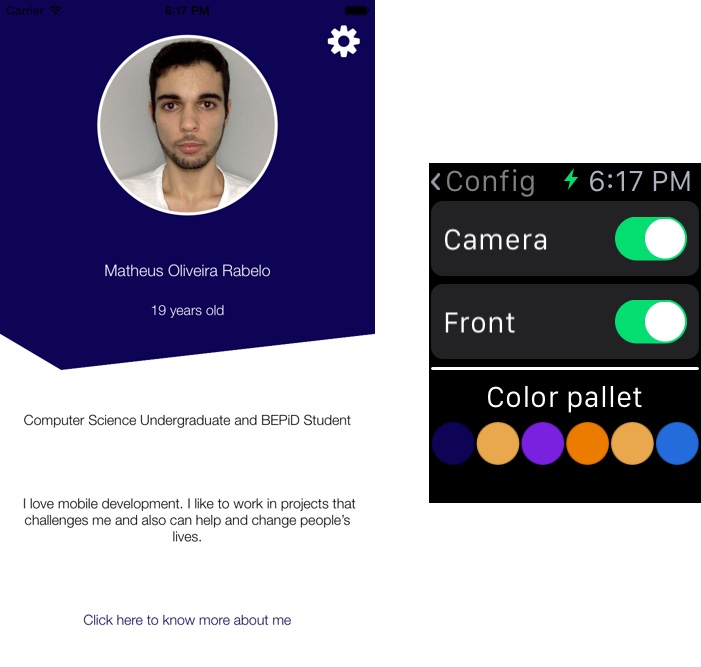 Carrier 6:17 PM
Matheus Oliveira Rabelo
19 years old
Computer Science Undergraduate and BEPiD Student
I love mobile development. I like to work in projects that
challenges me and also can help and change people's
lives.
Click here to know more about me
Config 6:17 PM
Camera
Front
Color pallet